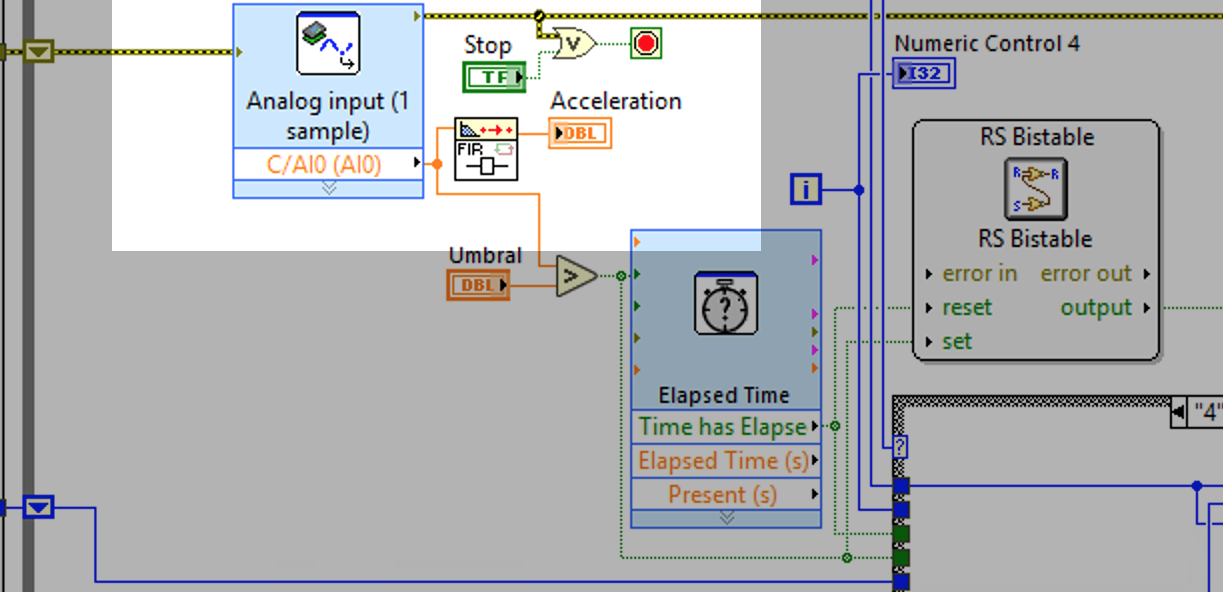 Stop
TF
V
Numeric Control 4
I32
Analog input (1
sample)
C/AI0 (AI0)
Acceleration
DBL
FIR
RS Bistable
R R
S
RS Bistable
error in error out
reset output
set
i
Umbral
DBL
>
?
Elapsed Time
Time has Elapse
Elapsed Time (s)
Present (s)
"4"
?